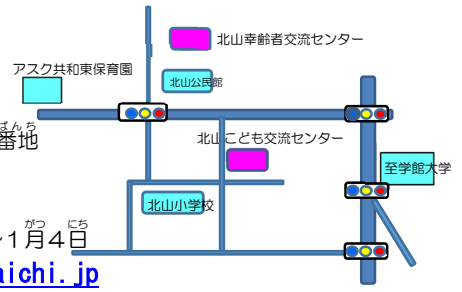 北山幸齢者交流センター
アスク共和東保育園
北山公民館
ばんち
番地
北山こども交流センター
至学館大学
北山小学校
がつ にち
1月4日
aichi.jp